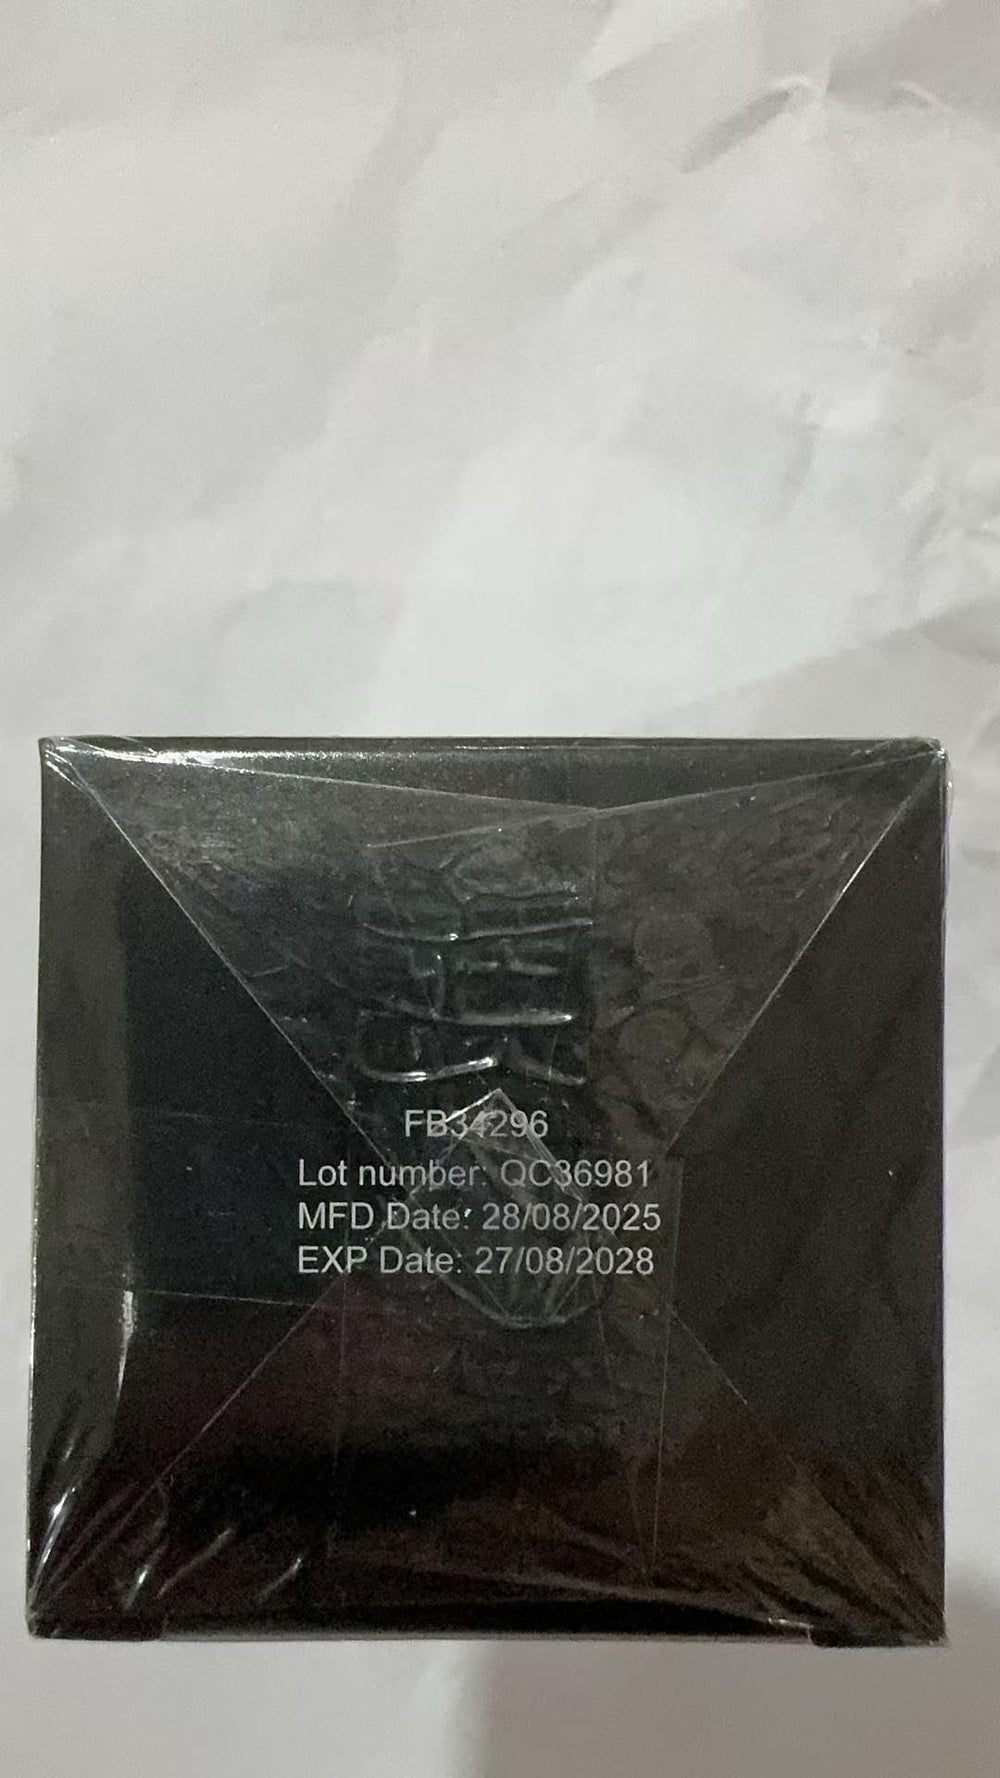 FB34296
Lot number: QC36981
MFD Date: 28/08/2025
EXP Date: 27/08/2028